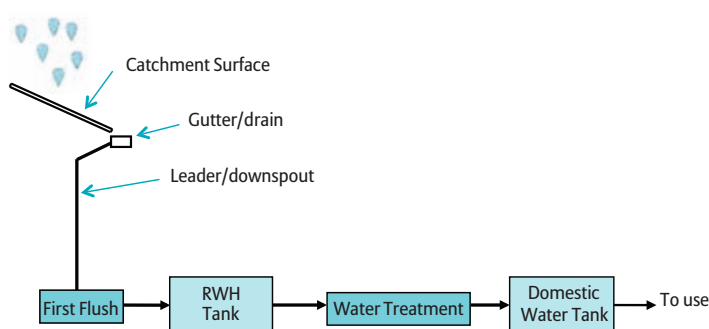 Catchment Surface
Gutter/drain
Leader/downspout
First Flush
RWH
Tank
Water Treatment
Domestic
Water Tank
To use